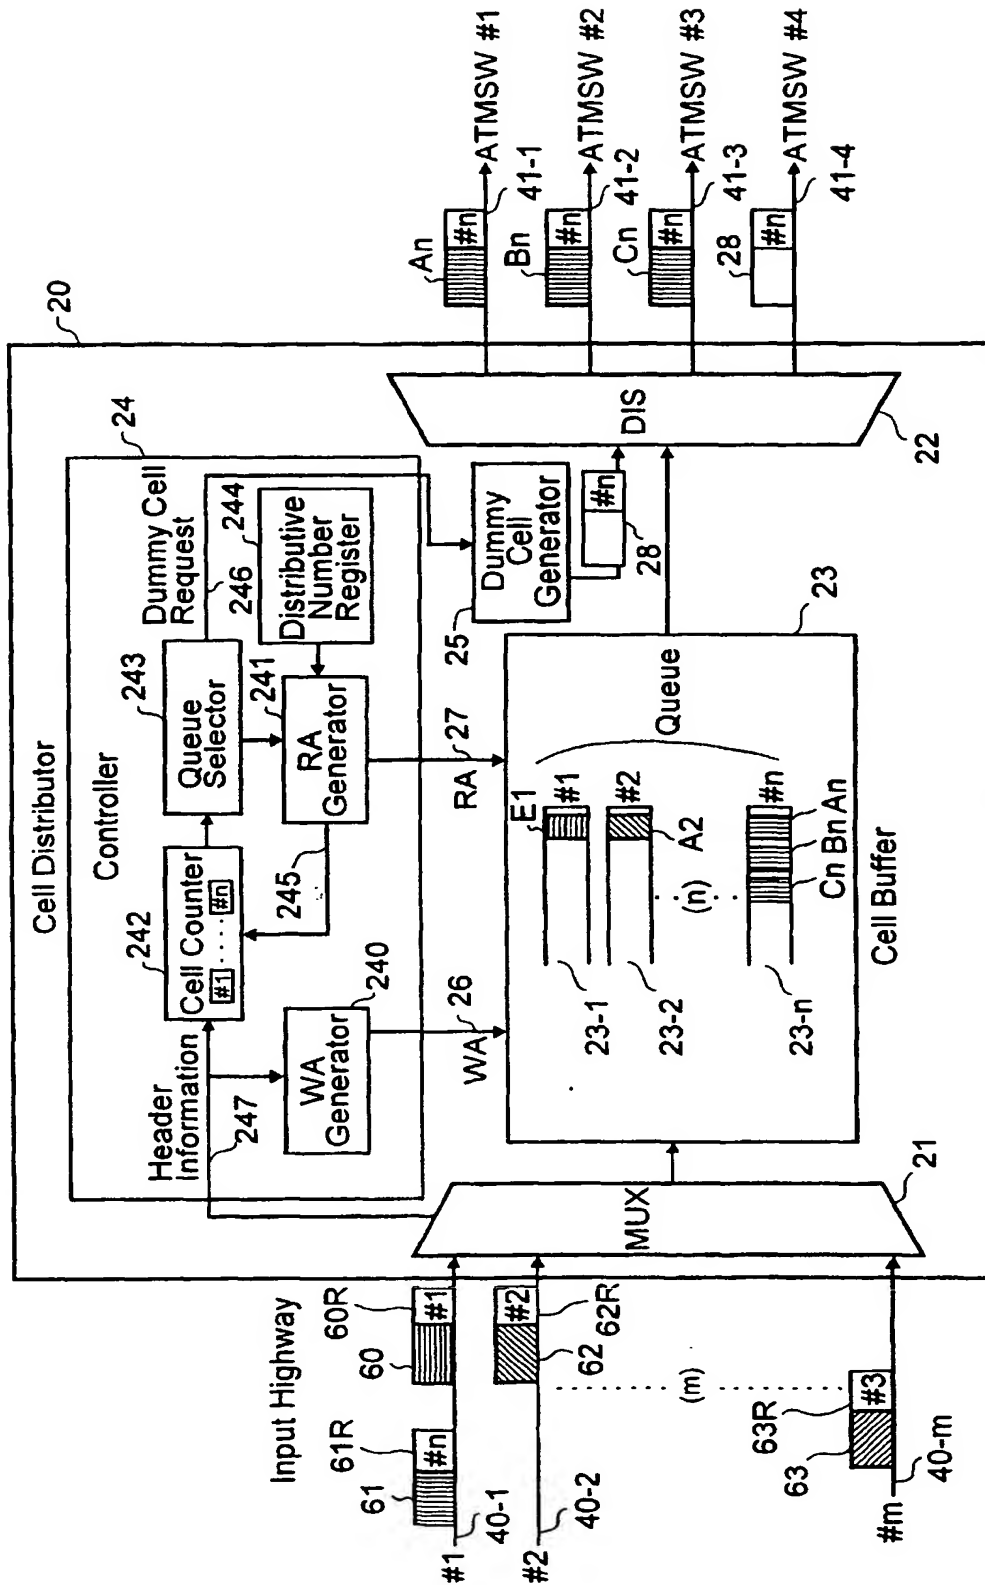 Cell Distributor
20
Controller
24
Header
Information
247
242
Cell Counter
#1 ···· #n
243
Queue
Selector
Dummy Cell
Request
246
244
Distributive
Number
Register
241
RA
Generator
245
240
WA
Generator
26
WA
27
RA
25
Dummy
Cell
Generator
#n
28
Input Highway
61
61R
#n
60
60R
#1
#1
40-1
62
62R
#2
#2
40-2
(m)
63
63R
#3
#m
40-m
MUX
21
23
Queue
E1
#1
23-1
#2
A2
23-2
(n)
#n
Cn Bn An
23-n
Cell Buffer
DIS
22
An
#n
ATMSW #1
41-1
Bn
#n
ATMSW #2
41-2
Cn
#n
ATMSW #3
41-3
28
#n
ATMSW #4
41-4